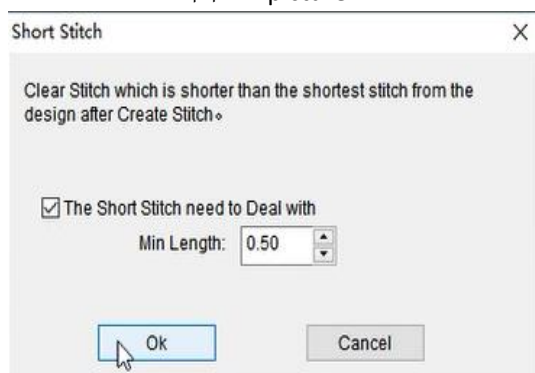 Short Stitch
Clear Stitch which is shorter than the shortest stitch from the
design after Create Stitch。
The Short Stitch need to Deal with
Min Length: 0.50
Ok Cancel